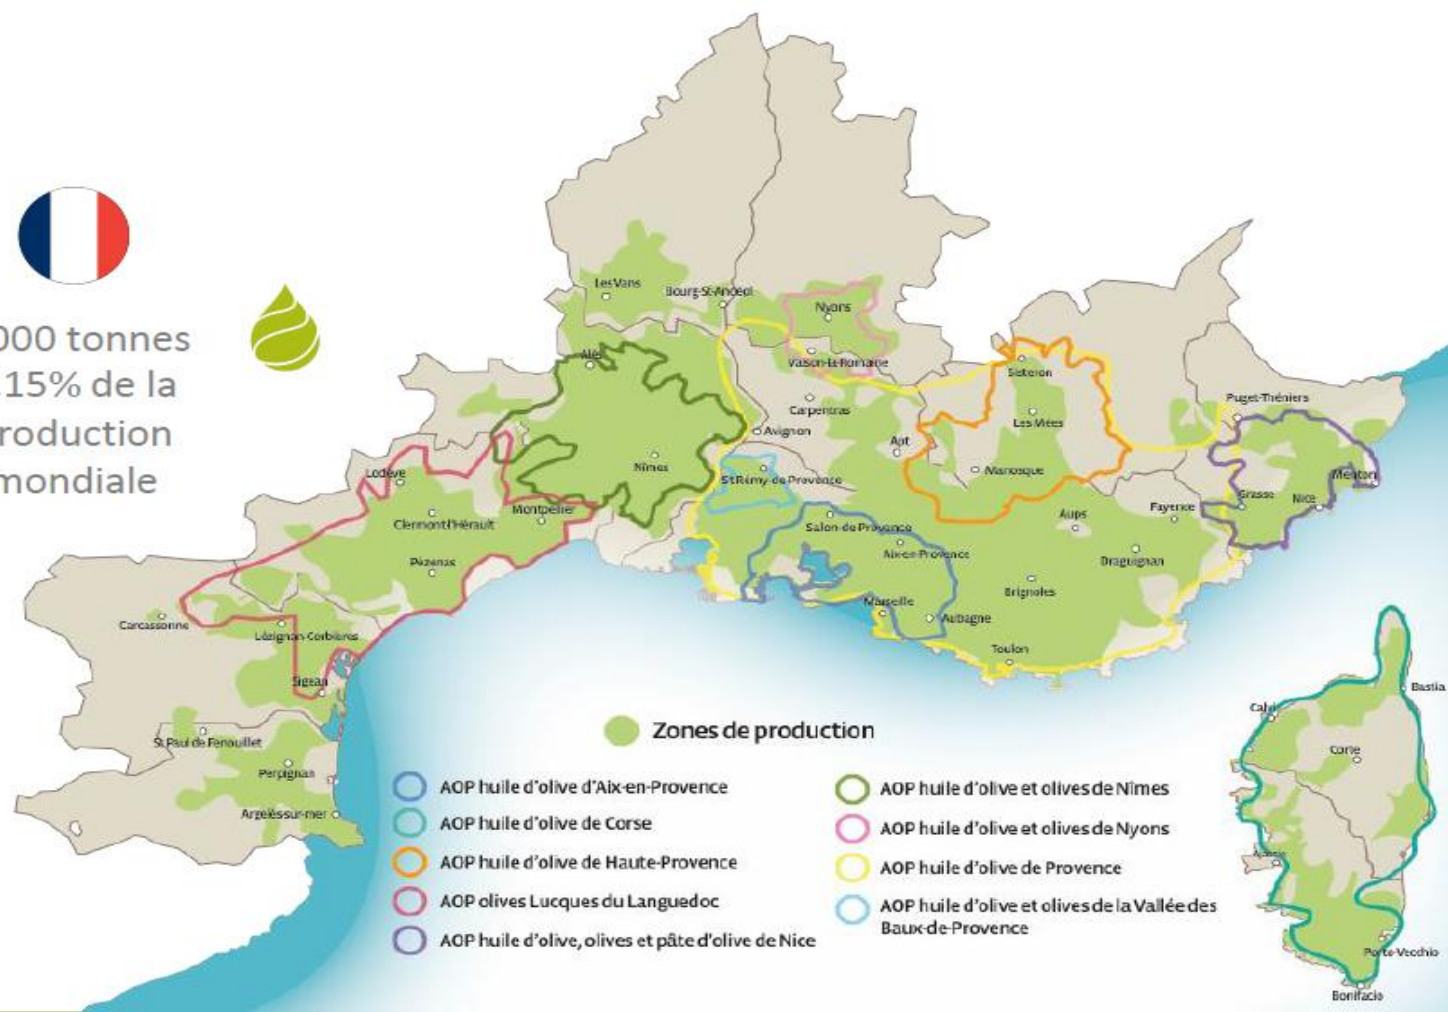 000 tonnes
15% de la
roduction
mondiale
Les Vans
Bourg-St-Andéol
Nyons
Alès
Vaison-la-Romaine
Sisteron
Puget-Théniers
Carpentras
Les Mées
Avignon
Apt
Nîmes
Manosque
Menton
Lodève
St Rémy-de-Provence
Grasse
Nice
Montpellier
Fayence
Clermont l'Hérault
Salon-de-Provence
Aups
Aix-en-Provence
Draguignan
Pézenas
Brignoles
Marseille
Carcassonne
Aubagne
Lézignan-Corbières
Toulon
Sigean
Bastia
Calvi
St Paul de Fenouillet
Zones de production
Corte
Perpignan
Argelès-sur-mer
AOP huile d'olive d'Aix-en-Provence
AOP huile d'olive de Corse
AOP huile d'olive de Haute-Provence
AOP olives Lucques du Languedoc
AOP huile d'olive, olives et pâte d'olive de Nice
AOP huile d'olive et olives de Nîmes
AOP huile d'olive et olives de Nyons
AOP huile d'olive de Provence
AOP huile d'olive et olives de la Vallée des
Baux-de-Provence
Ajaccio
Porto-Vecchio
Bonifacio